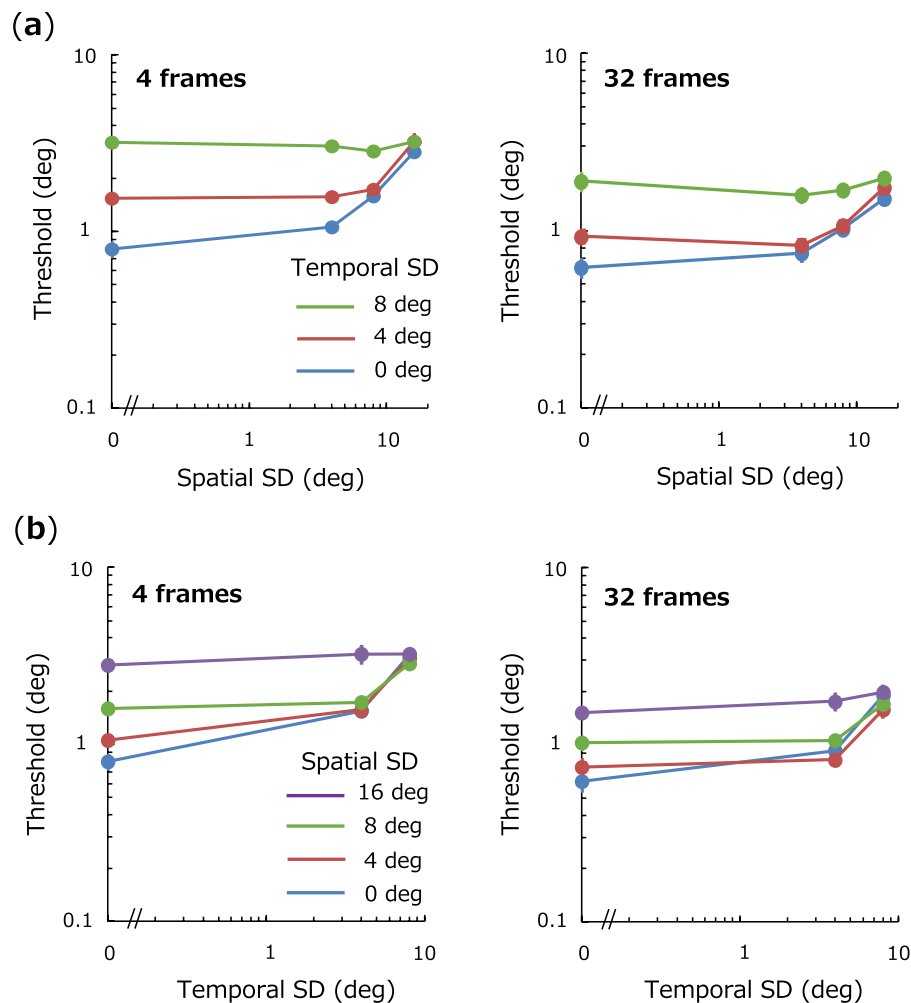 (a)
4 frames
Threshold (deg)
10
1
0.1
Temporal SD
8 deg
4 deg
0 deg
0 1 10
Spatial SD (deg)
32 frames
Threshold (deg)
10
1
0.1
0 1 10
Spatial SD (deg)
(b)
4 frames
Threshold (deg)
10
1
0.1
Spatial SD
16 deg
8 deg
4 deg
0 deg
0 1 10
Temporal SD (deg)
32 frames
Threshold (deg)
10
1
0.1
0 1 10
Temporal SD (deg)